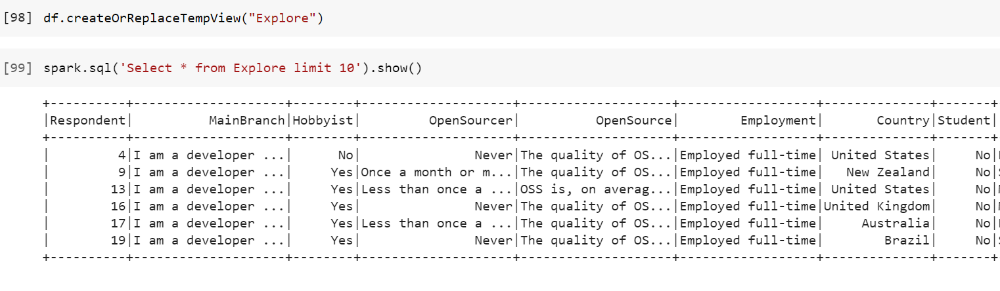 [98] df.createOrReplaceTempView("Explore")
[99] spark.sql('Select * from Explore limit 10').show()
+----------+--------------------+--------+--------------------+--------------------+------------------+--------------+-------+
|Respondent|          MainBranch|Hobbyist|          OpenSourcer|          OpenSource|        Employment|       Country|Student|
+----------+--------------------+--------+--------------------+--------------------+------------------+--------------+-------+
|         4|I am a developer ...|      No|               Never|The quality of OS...|Employed full-time| United States|     No|
|         9|I am a developer ...|     Yes|Once a month or m...|The quality of OS...|Employed full-time|   New Zealand|     No|
|        13|I am a developer ...|     Yes|Less than once a ...|OSS is, on averag...|Employed full-time| United States|     No|
|        16|I am a developer ...|     Yes|               Never|The quality of OS...|Employed full-time|United Kingdom|     No|
|        17|I am a developer ...|     Yes|Less than once a ...|The quality of OS...|Employed full-time|     Australia|     No|
|        19|I am a developer ...|     Yes|               Never|The quality of OS...|Employed full-time|        Brazil|     No|
+----------+--------------------+--------+--------------------+--------------------+------------------+--------------+-------+